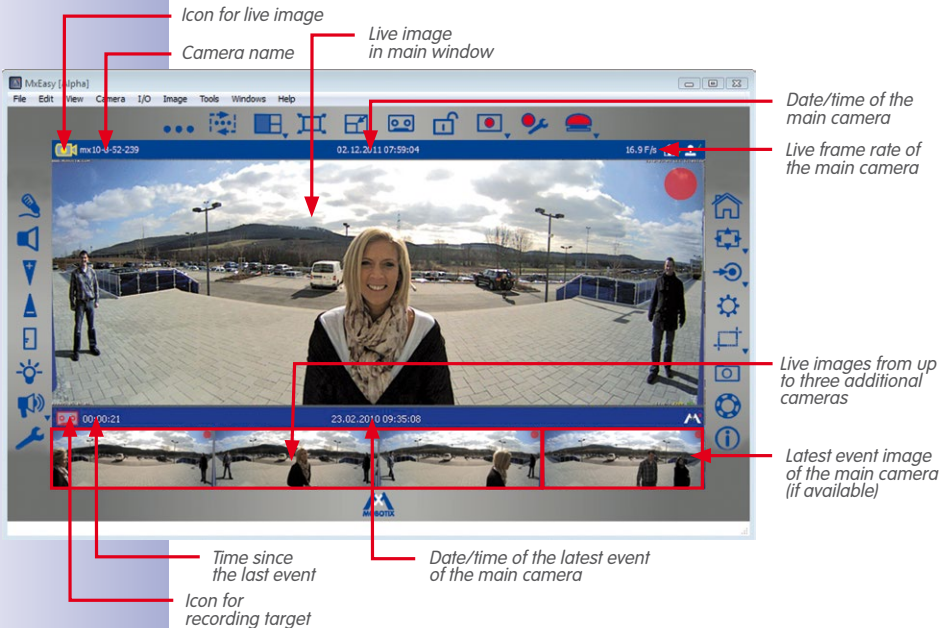 Icon for live image
Camera name
Live image
in main window
MxEasy [Alpha]
File Edit View Camera I/O Image Tools Windows Help
Date/time of the
main camera
mx10-8-52-239 02.12.2011 07:59:04 16.9 F/s
Live frame rate of
the main camera
Live images from up
to three additional
cameras
00:00:21 23.02.2010 09:35:08
Latest event image
of the main camera
(if available)
MOBOTIX
Time since
the last event
Date/time of the latest event
of the main camera
Icon for
recording target